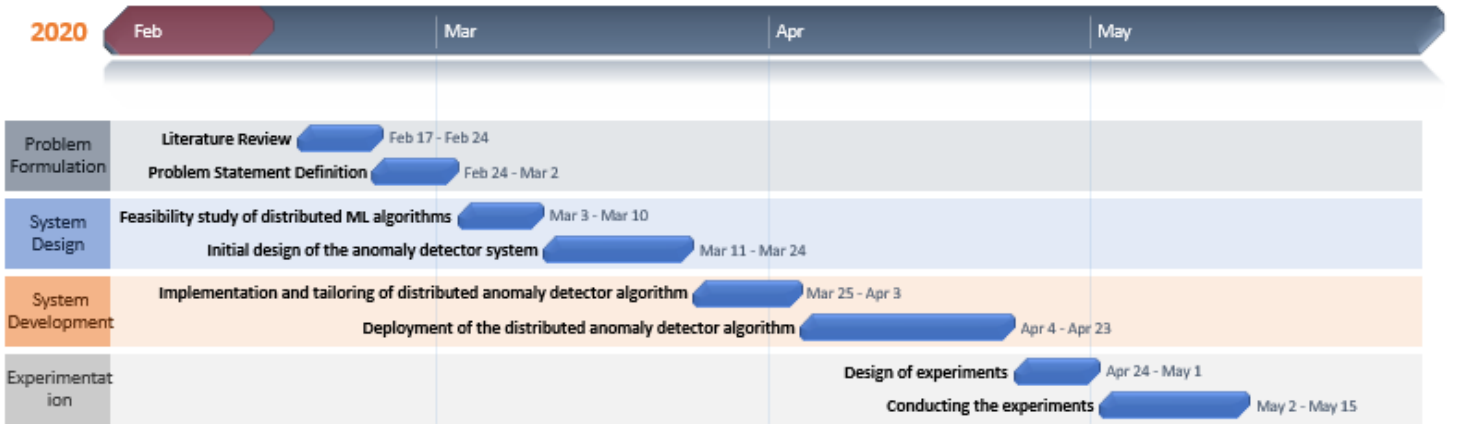 2020 Feb Mar Apr May
Problem
Formulation
Literature Review Feb 17 - Feb 24
Problem Statement Definition Feb 24 - Mar 2
System
Design
Feasibility study of distributed ML algorithms Mar 3 - Mar 10
Initial design of the anomaly detector system Mar 11 - Mar 24
System
Development
Implementation and tailoring of distributed anomaly detector algorithm Mar 25 - Apr 3
Deployment of the distributed anomaly detector algorithm Apr 4 - Apr 23
Experimentat
ion
Design of experiments Apr 24 - May 1
Conducting the experiments May 2 - May 15